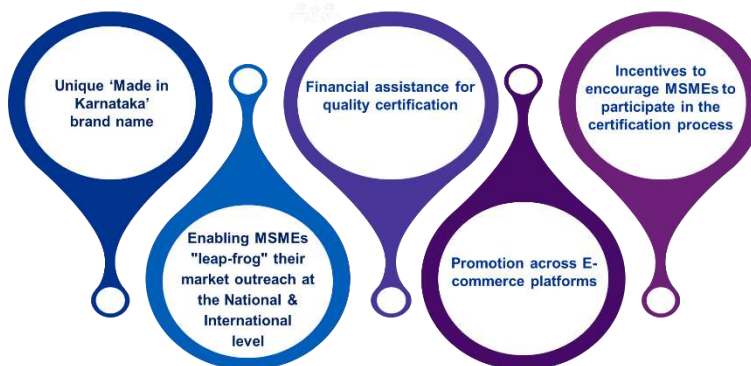 Unique ‘Made in
Karnataka’
brand name
Enabling MSMEs
"leap-frog" their
market outreach at
the National &
International
level
Financial assistance for
quality certification
Promotion across E-
commerce platforms
Incentives to
encourage MSMEs to
participate in the
certification process